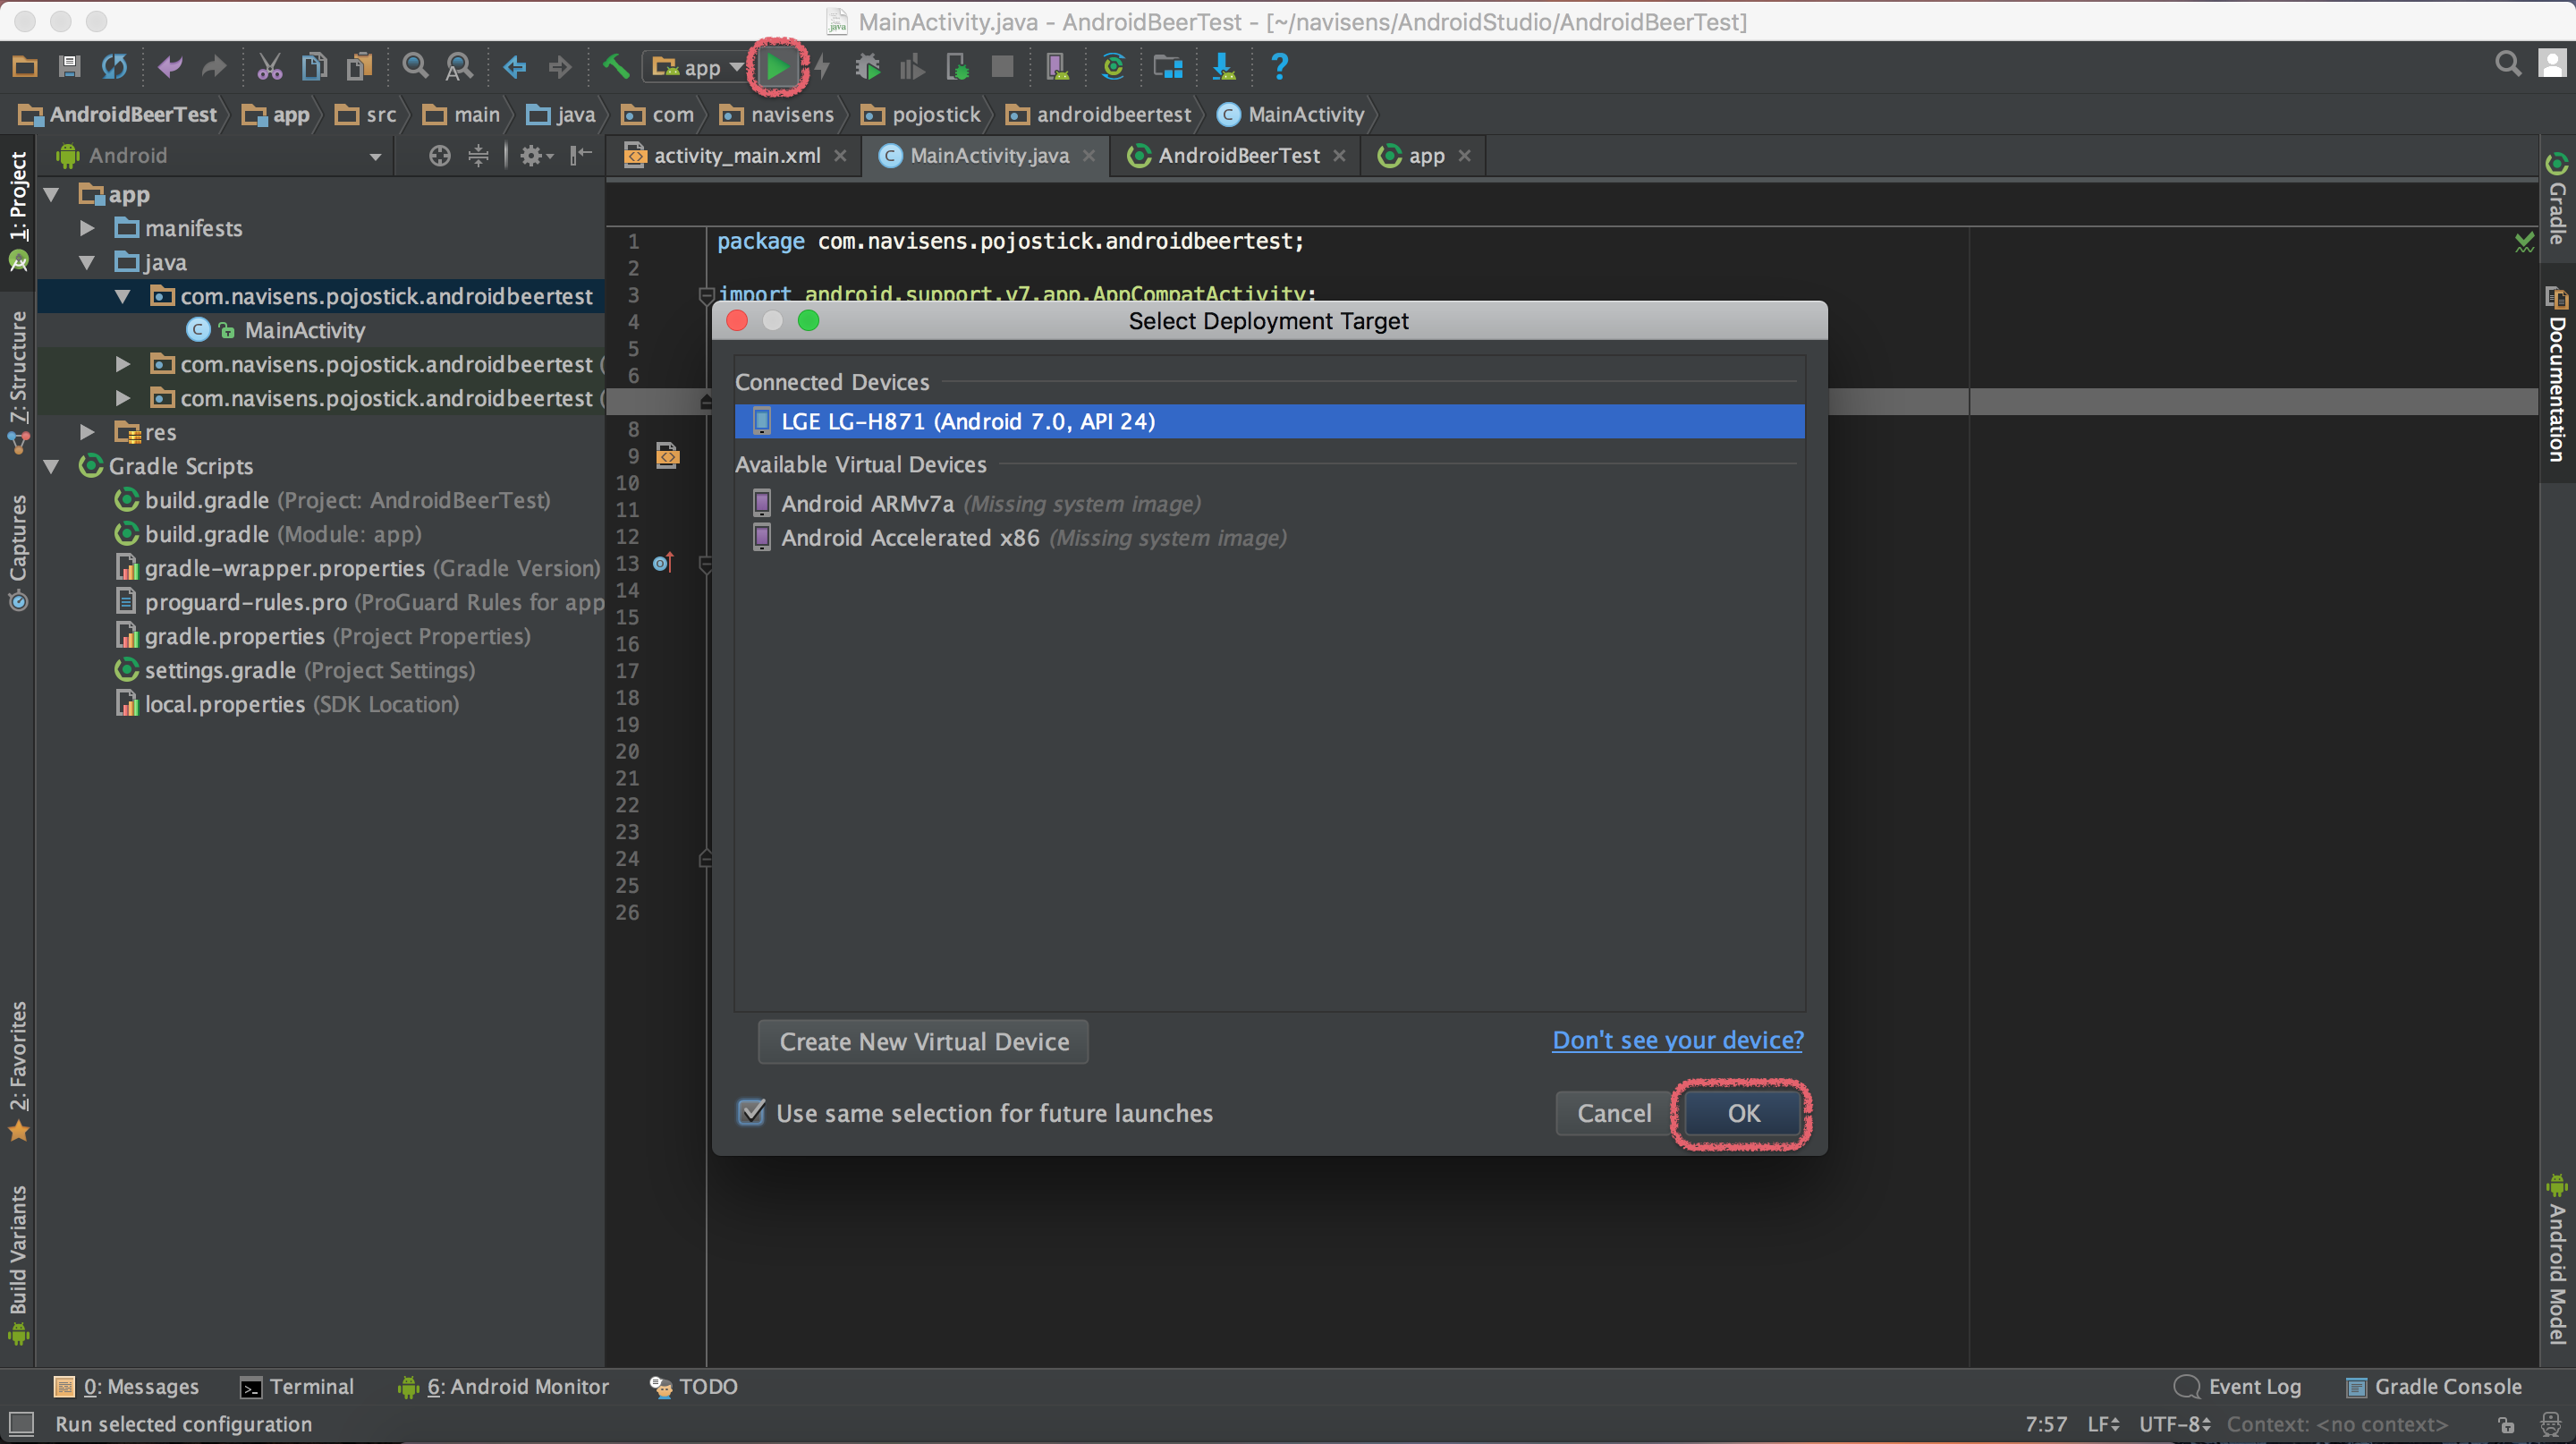 MainActivity.java - AndroidBeerTest - [~/navisens/AndroidStudio/AndroidBeerTest]
app
AndroidBeerTest app src main java com navisens pojostick androidbeertest MainActivity
1: Project
Z: Structure
Captures
2: Favorites
Build Variants
Android
app
manifests
java
com.navisens.pojostick.androidbeertest
MainActivity
com.navisens.pojostick.androidbeertest (
com.navisens.pojostick.androidbeertest (
res
Gradle Scripts
build.gradle (Project: AndroidBeerTest)
build.gradle (Module: app)
gradle-wrapper.properties (Gradle Version)
proguard-rules.pro (ProGuard Rules for app
gradle.properties (Project Properties)
settings.gradle (Project Settings)
local.properties (SDK Location)
activity_main.xml MainActivity.java AndroidBeerTest app
1 package com.navisens.pojostick.androidbeertest;
2
3 import android.support.v7.app.AppCompatActivity;
4
5
6
8
9
10
11
12
13
14
15
16
17
18
19
20
21
22
23
24
25
26
Select Deployment Target
Connected Devices
LGE LG-H871 (Android 7.0, API 24)
Available Virtual Devices
Android ARMv7a (Missing system image)
Android Accelerated x86 (Missing system image)
Create New Virtual Device
Don't see your device?
Use same selection for future launches
Cancel OK
Gradle
Documentation
Android Model
0: Messages Terminal 6: Android Monitor TODO Event Log Gradle Console
Run selected configuration 7:57 LF UTF-8 Context: <no context>